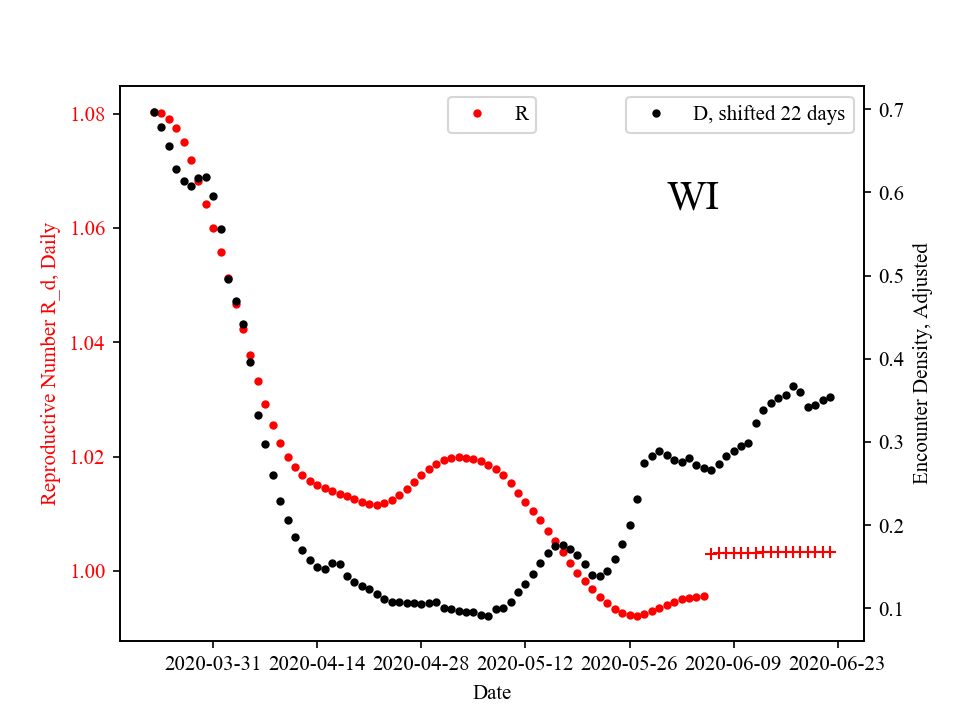 R
D, shifted 22 days
WI
Reproductive Number R_d, Daily
1.08
1.06
1.04
1.02
1.00
0.7
0.6
0.5
0.4
0.3
0.2
0.1
Encounter Density, Adjusted
2020-03-31 2020-04-14 2020-04-28 2020-05-12 2020-05-26 2020-06-09 2020-06-23
Date